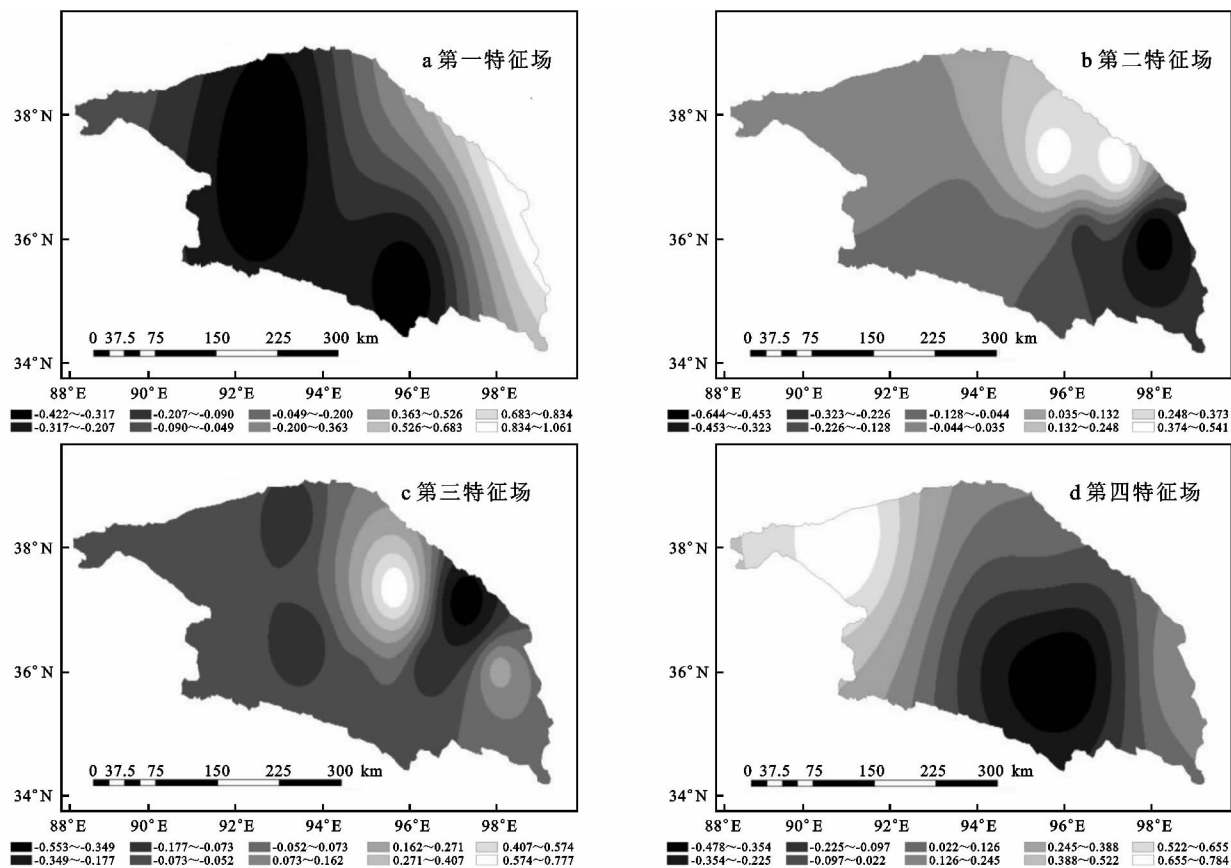 a 第一特征场
38°N
36°N
34°N
0 37.5 75 150 225 300 km
88°E 90°E 92°E 94°E 96°E 98°E
-0.422～-0.317 -0.207～-0.090 -0.049～-0.200 0.363～0.526 0.683～0.834
-0.317～-0.207 -0.090～-0.049 -0.200～0.363 0.526～0.683 0.834～1.061
b 第二特征场
38°N
36°N
34°N
0 37.5 75 150 225 300 km
88°E 90°E 92°E 94°E 96°E 98°E
-0.644～-0.453 -0.323～-0.226 -0.128～-0.044 0.035～0.132 0.248～0.373
-0.453～-0.323 -0.226～-0.128 -0.044～0.035 0.132～0.248 0.374～0.541
c 第三特征场
38°N
36°N
34°N
0 37.5 75 150 225 300 km
88°E 90°E 92°E 94°E 96°E 98°E
-0.553～-0.349 -0.177～-0.073 -0.052～0.073 0.162～0.271 0.407～0.574
-0.349～-0.177 -0.073～-0.052 0.073～0.162 0.271～0.407 0.574～0.777
d 第四特征场
38°N
36°N
34°N
0 37.5 75 150 225 300 km
88°E 90°E 92°E 94°E 96°E 98°E
-0.478～-0.354 -0.225～-0.097 0.022～0.126 0.245～0.388 0.522～0.655
-0.354～-0.225 -0.097～0.022 0.126～0.245 0.388～0.522 0.655～0.784